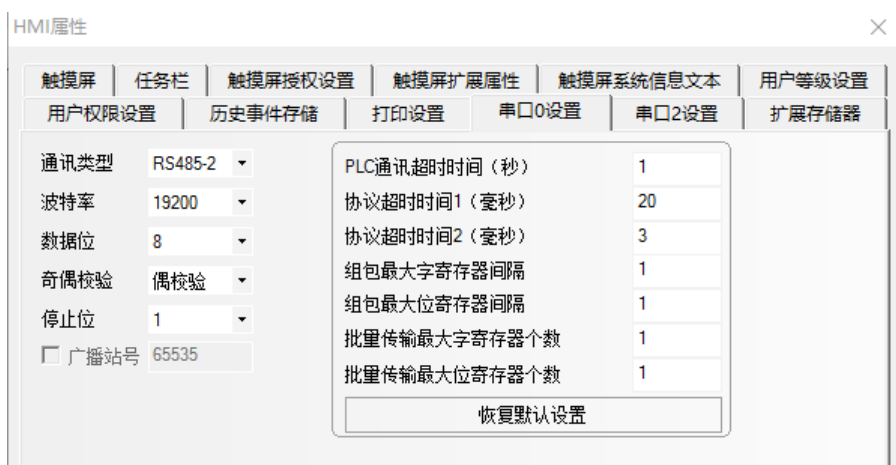 HMI属性
触摸屏 任务栏 触摸屏授权设置 触摸屏扩展属性 触摸屏系统信息文本 用户等级设置
用户权限设置 历史事件存储 打印设置 串口0设置 串口2设置 扩展存储器
通讯类型 RS485-2
波特率 19200
数据位 8
奇偶校验 偶校验
停止位 1
广播站号 65535
PLC通讯超时时间（秒） 1
协议超时时间1（毫秒） 20
协议超时时间2（毫秒） 3
组包最大字寄存器间隔 1
组包最大位寄存器间隔 1
批量传输最大字寄存器个数 1
批量传输最大位寄存器个数 1
恢复默认设置